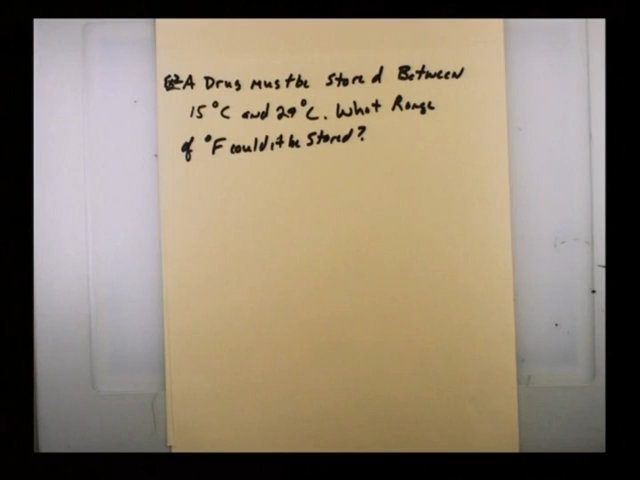 A Drug must be Stored Between
15°C and 29°C. What Range
of °F could it be Stored?